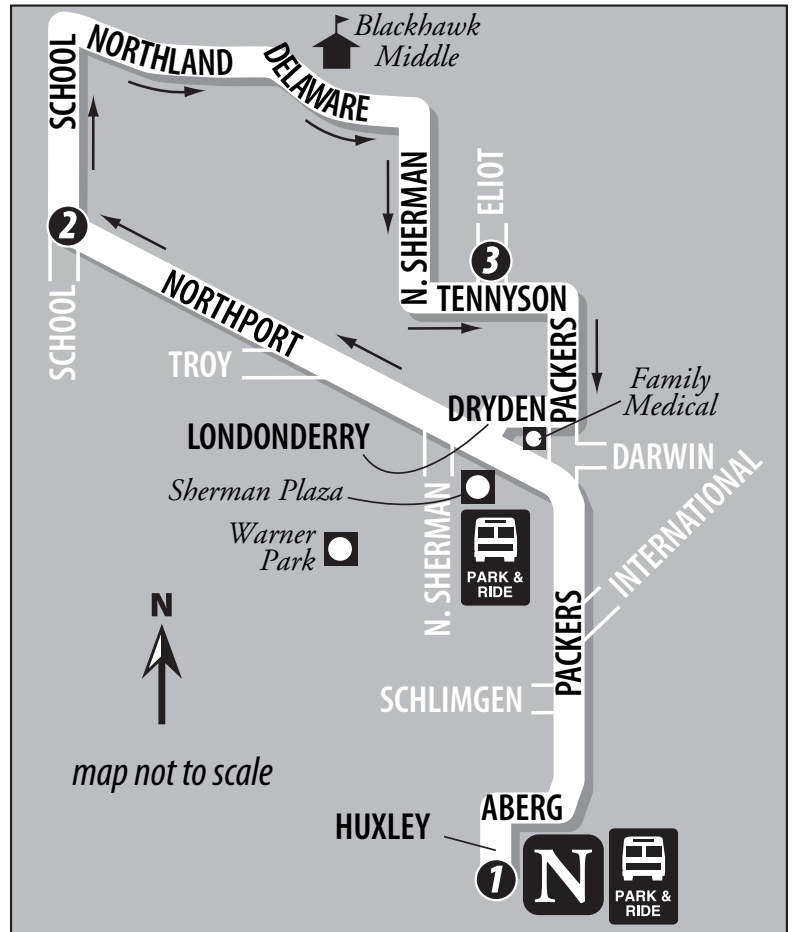 Blackhawk
Middle
NORTHLAND
DELAWARE
SCHOOL
N. SHERMAN
ELIOT
2
3
TENNYSON
SCHOOL
NORTHPORT
TROY
PACKERS
DRYDEN
Family
Medical
LONDONDERRY
DARWIN
Sherman Plaza
INTERNATIONAL
Warner
Park
N. SHERMAN
PARK &
RIDE
N
PACKERS
SCHLIMGEN
map not to scale
ABERG
HUXLEY
1
N
PARK &
RIDE